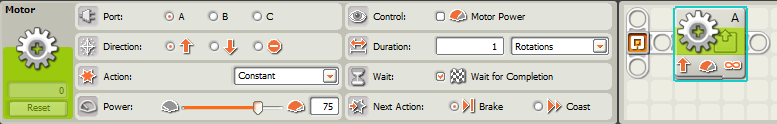 Motor
Port: A B C
Control: Motor Power
A
Direction:
Duration: 1 Rotations
Action: Constant
Wait: Wait for Completion
0
Reset
Power: 75
Next Action: Brake Coast